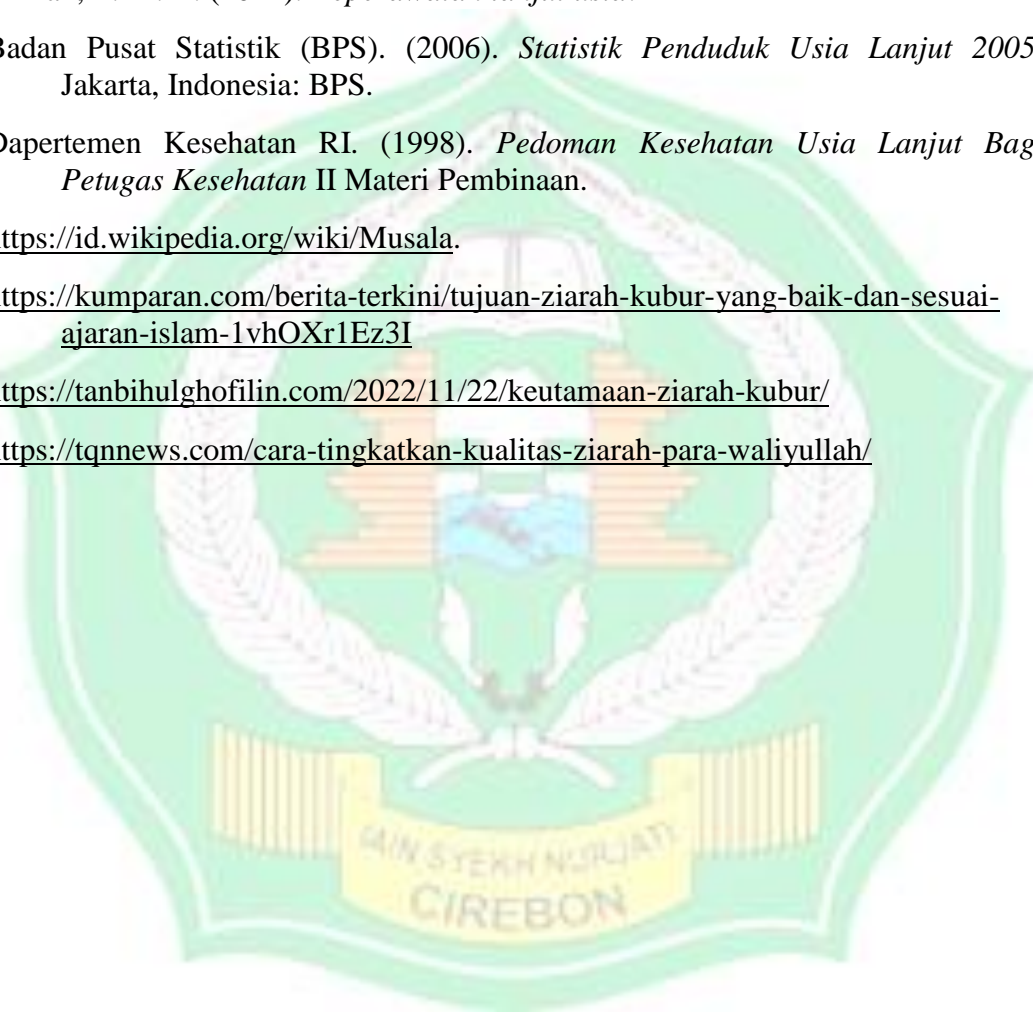 Badan Pusat Statistik (BPS). (2006). Statistik Penduduk Usia Lanjut 2005
Jakarta, Indonesia: BPS.
Dapertemen Kesehatan RI. (1998). Pedoman Kesehatan Usia Lanjut Bag
Petugas Kesehatan II Materi Pembinaan.
ttps://id.wikipedia.org/wiki/Musala.
ttps://kumparan.com/berita-terkini/tujuan-ziarah-kubur-yang-baik-dan-sesuai-
ajaran-islam-1vhOXr1Ez3I
ttps://tanbihulghofilin.com/2022/11/22/keutamaan-ziarah-kubur/
ttps://tqnnews.com/cara-tingkatkan-kualitas-ziarah-para-waliyullah/
IAIN SYEKH NURJATI
CIREBON